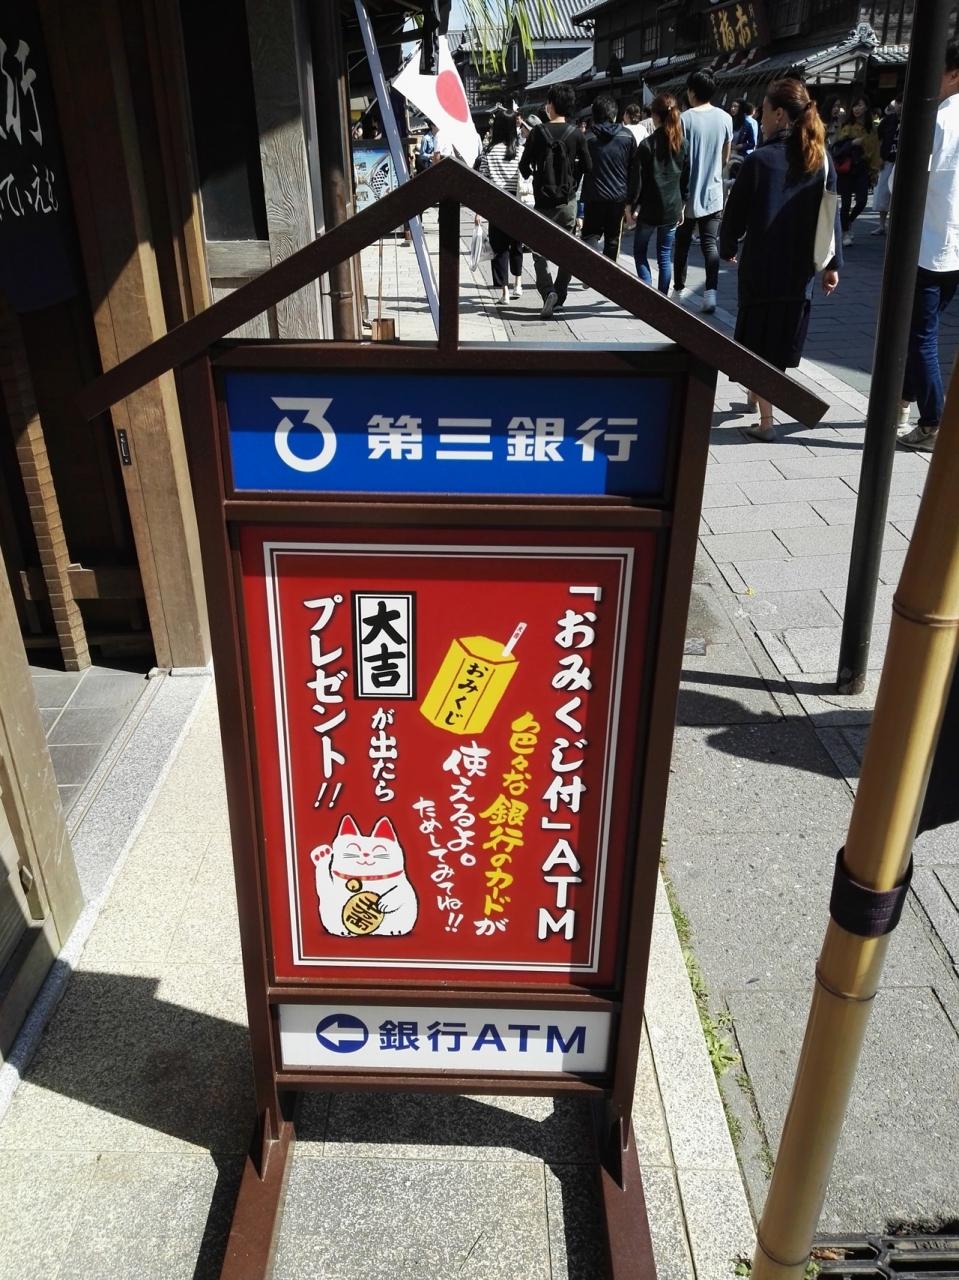 第三銀行
「おみくじ付」ATM
色々な銀行のカードが
使えるよ。
ためしてみてね!!
おみくじ
大吉
が出たら
プレゼント!!
銀行ATM